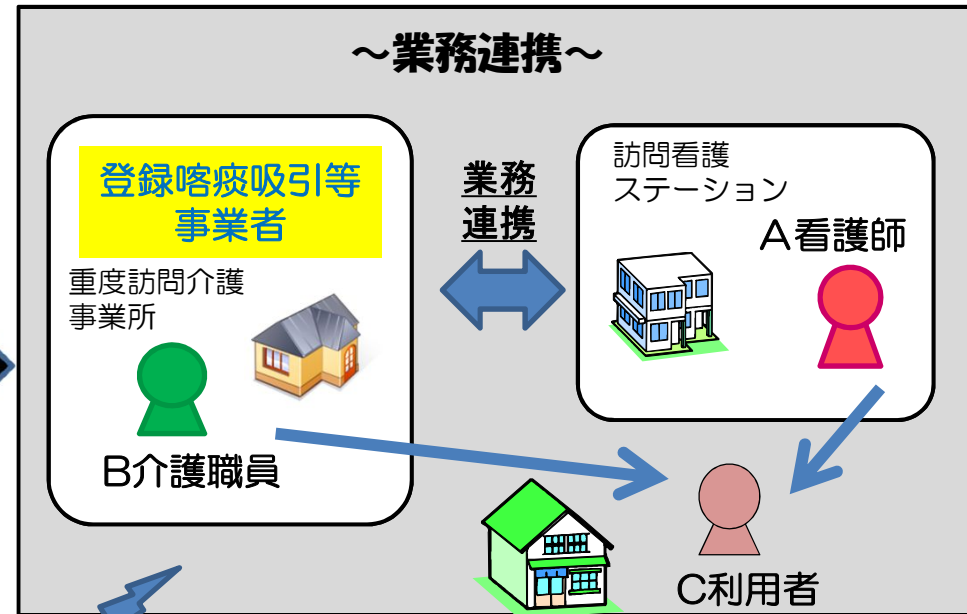 ～業務連携～
登録喀痰吸引等
事業者
重度訪問介護
事業所
B介護職員
業務
連携
訪問看護
ステーション
A看護師
C利用者